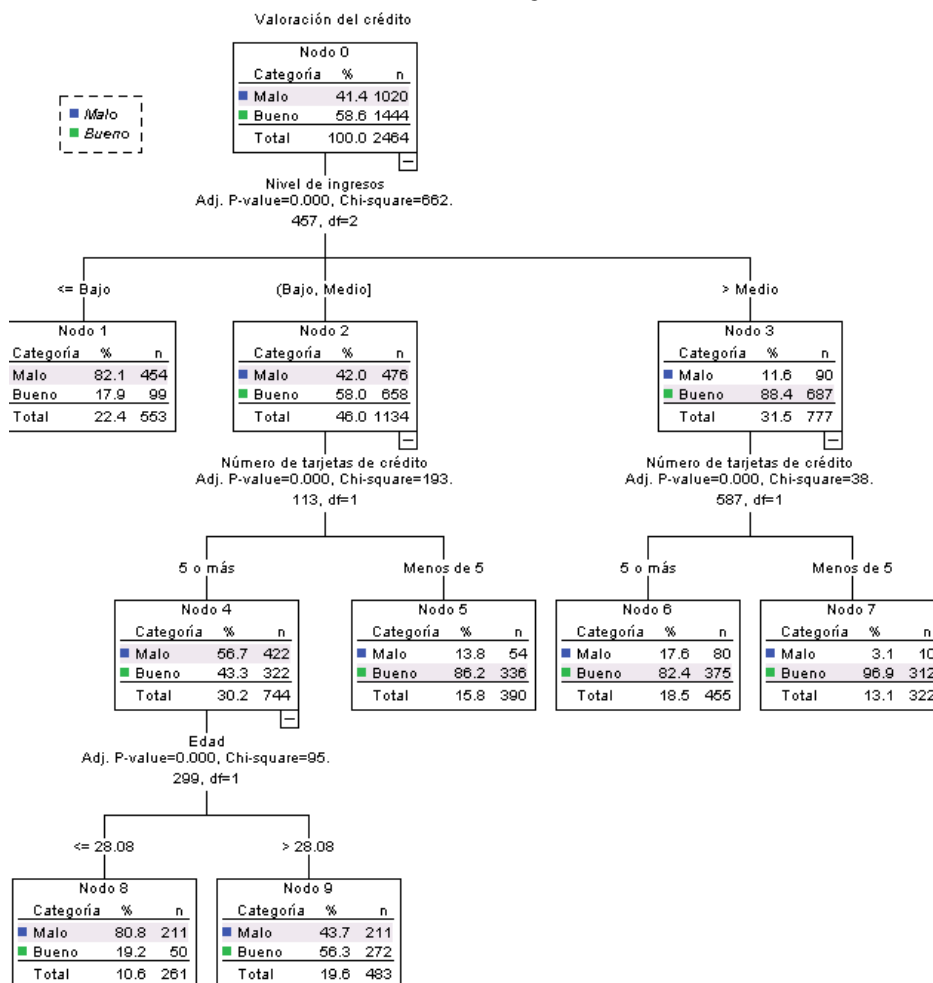 Valoración del crédito
Malo
Bueno
Nodo 0
Categoría % n
Malo 41.4 1020
Bueno 58.6 1444
Total 100.0 2464
Nivel de ingresos
Adj. P-value=0.000, Chi-square=662.
457, df=2
<= Bajo
(Bajo, Medio]
> Medio
Nodo 1
Categoría % n
Malo 82.1 454
Bueno 17.9 99
Total 22.4 553
Nodo 2
Categoría % n
Malo 42.0 476
Bueno 58.0 658
Total 46.0 1134
Nodo 3
Categoría % n
Malo 11.6 90
Bueno 88.4 687
Total 31.5 777
Número de tarjetas de crédito
Adj. P-value=0.000, Chi-square=193.
113, df=1
Número de tarjetas de crédito
Adj. P-value=0.000, Chi-square=38.
587, df=1
5 o más
Menos de 5
5 o más
Menos de 5
Nodo 4
Categoría % n
Malo 56.7 422
Bueno 43.3 322
Total 30.2 744
Nodo 5
Categoría % n
Malo 13.8 54
Bueno 86.2 336
Total 15.8 390
Nodo 6
Categoría % n
Malo 17.6 80
Bueno 82.4 375
Total 18.5 455
Nodo 7
Categoría % n
Malo 3.1 10
Bueno 96.9 312
Total 13.1 322
Edad
Adj. P-value=0.000, Chi-square=95.
299, df=1
<= 28.08
> 28.08
Nodo 8
Categoría % n
Malo 80.8 211
Bueno 19.2 50
Total 10.6 261
Nodo 9
Categoría % n
Malo 43.7 211
Bueno 56.3 272
Total 19.6 483